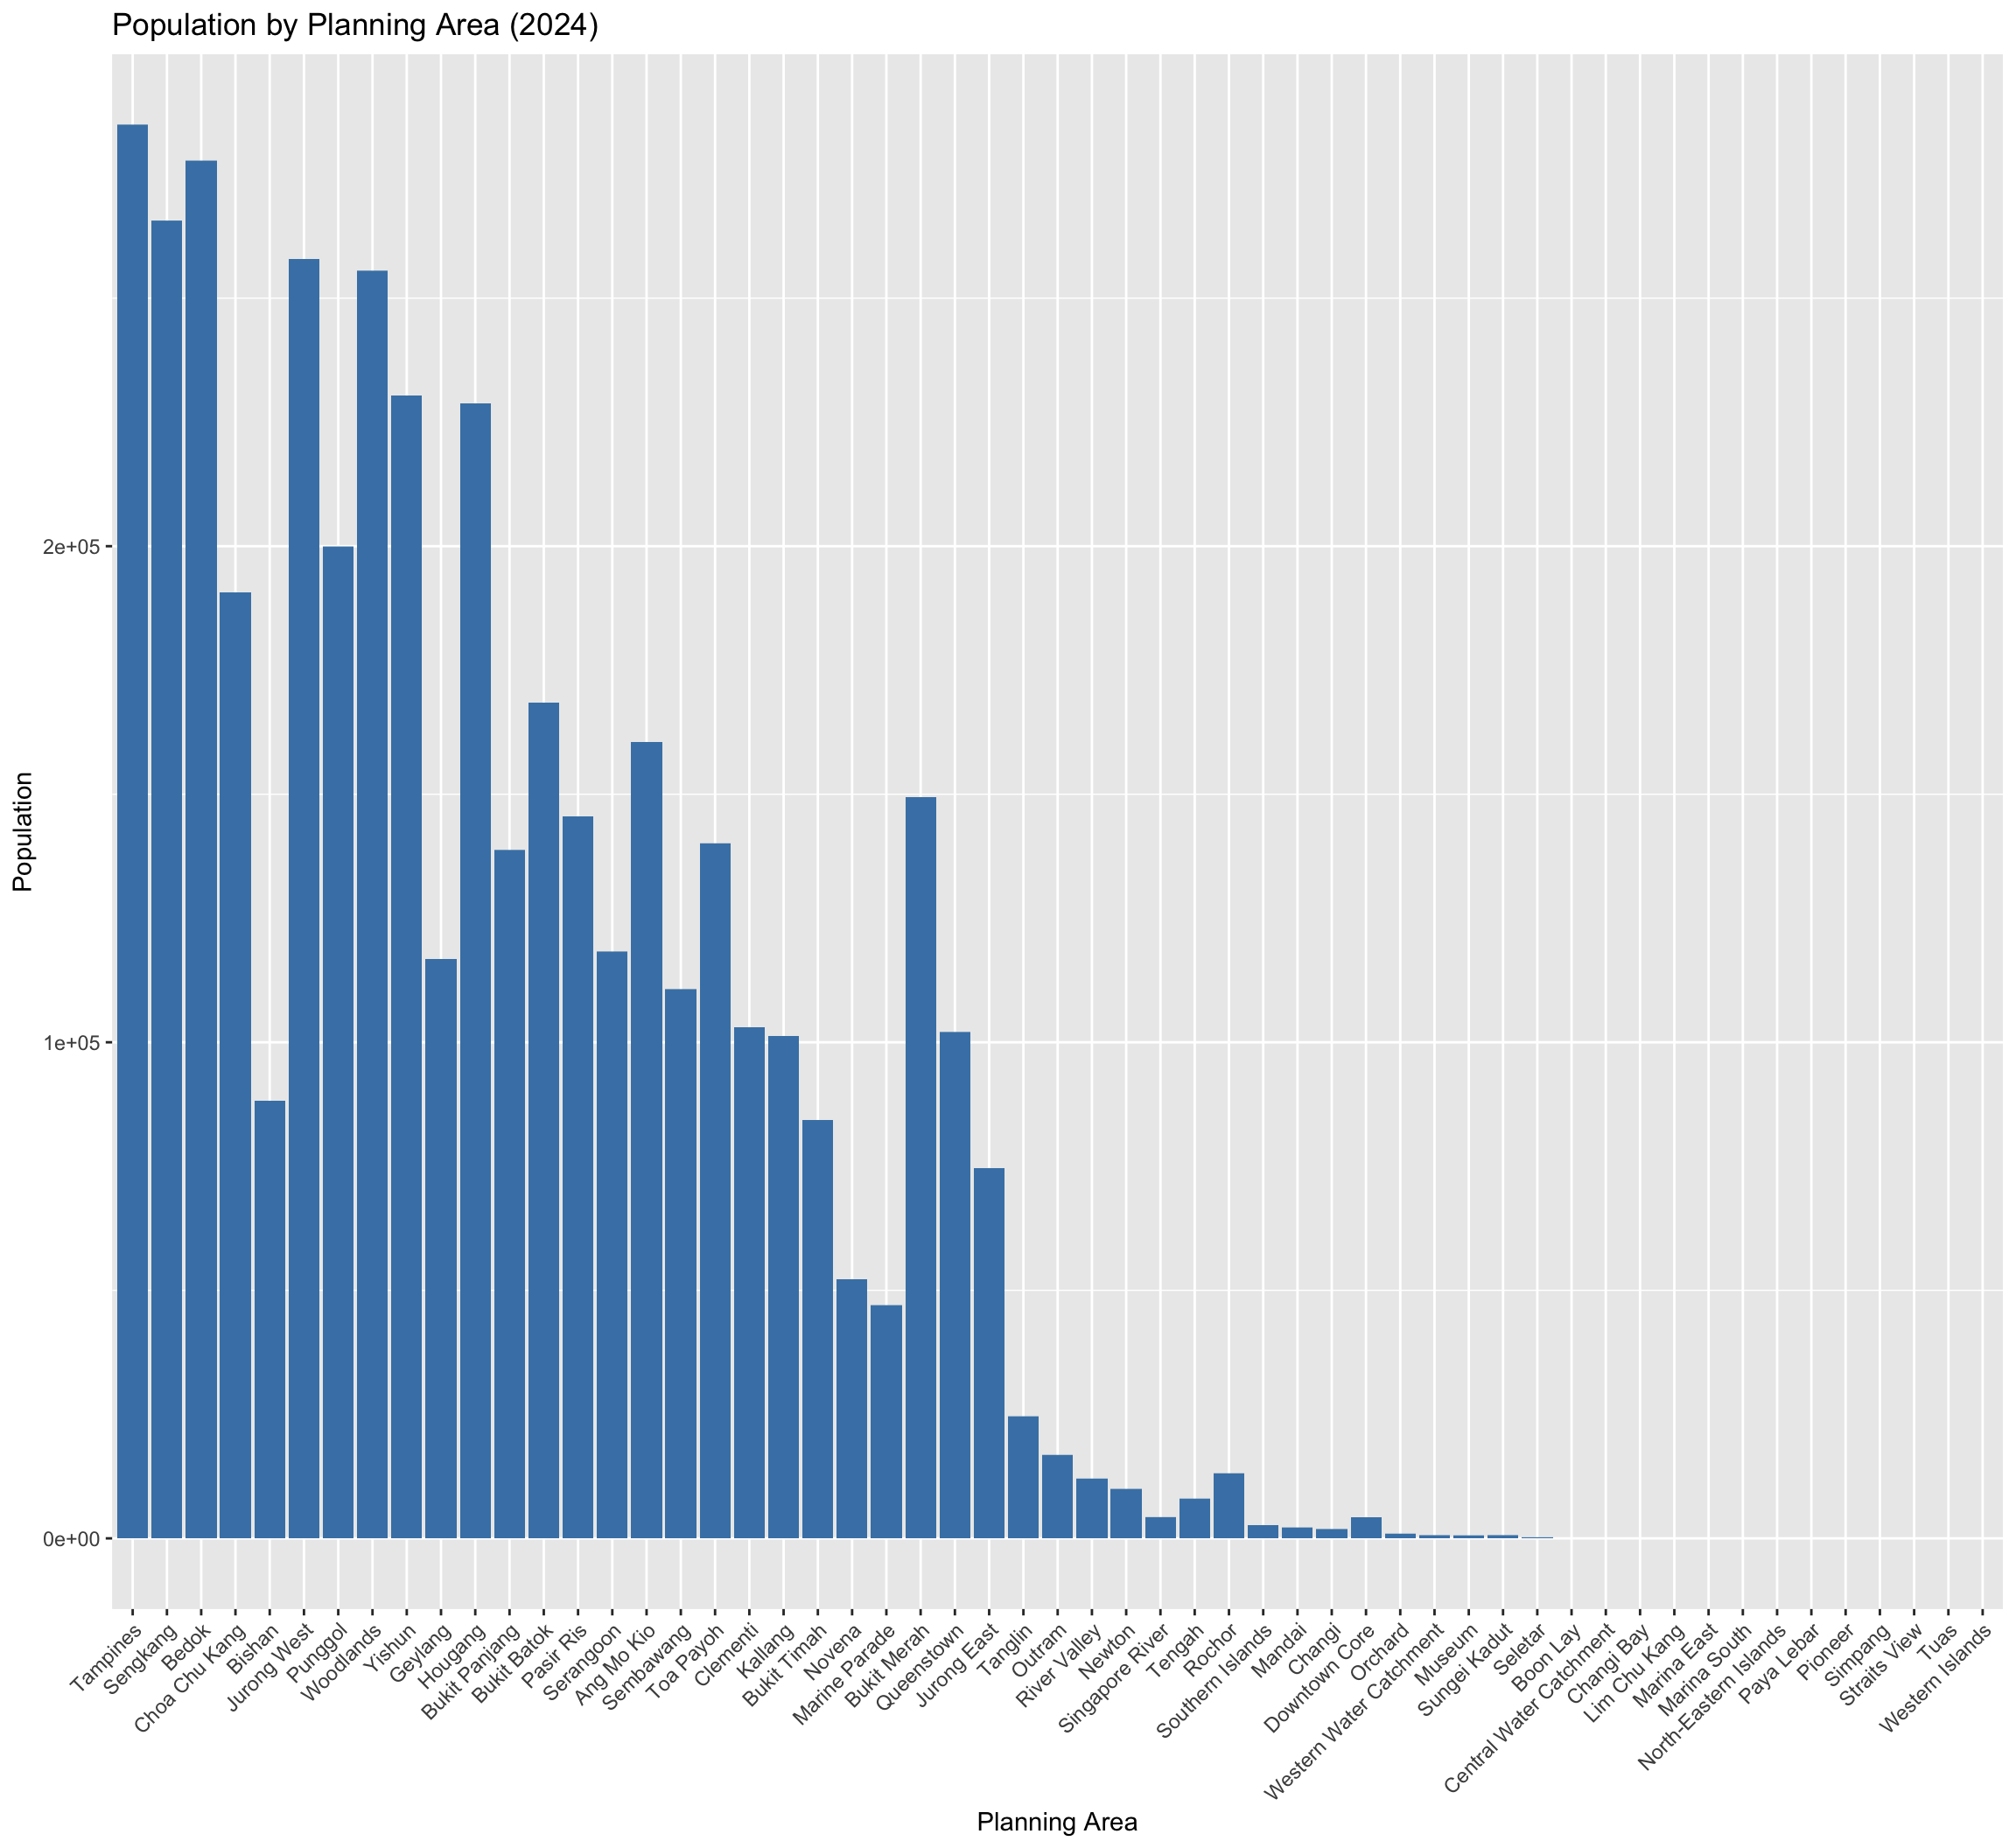 Population by Planning Area (2024)
Population
2e+05
1e+05
0e+00
Tampines
Sengkang
Bedok
Choa Chu Kang
Bishan
Jurong West
Punggol
Woodlands
Yishun
Geylang
Hougang
Bukit Panjang
Bukit Batok
Pasir Ris
Serangoon
Ang Mo Kio
Sembawang
Toa Payoh
Clementi
Kallang
Bukit Timah
Novena
Marine Parade
Bukit Merah
Queenstown
Jurong East
Tanglin
Outram
River Valley
Newton
Singapore River
Tengah
Rochor
Southern Islands
Mandai
Changi
Downtown Core
Orchard
Western Water Catchment
Museum
Sungei Kadut
Seletar
Boon Lay
Central Water Catchment
Changi Bay
Lim Chu Kang
Marina East
Marina South
North-Eastern Islands
Paya Lebar
Pioneer
Simpang
Straits View
Tuas
Western Islands
Planning Area